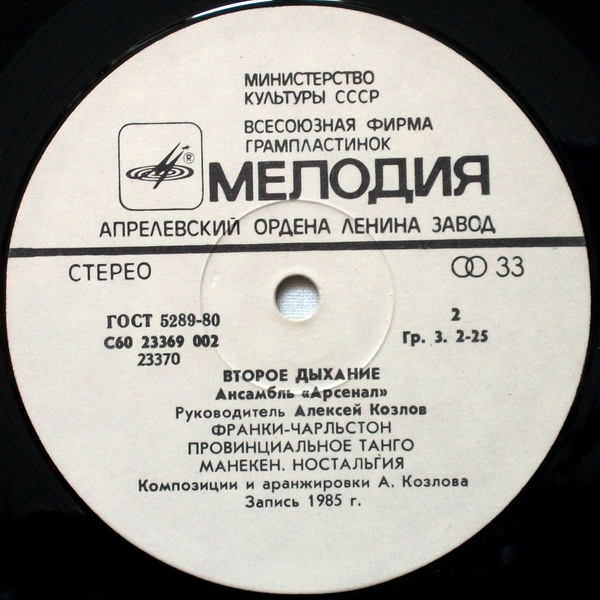 МИНИСТЕРСТВО
КУЛЬТУРЫ СССР
ВСЕСОЮЗНАЯ ФИРМА
ГРАМПЛАСТИНОК
®
МЕЛОДИЯ
АПРЕЛЕВСКИЙ ОРДЕНА ЛЕНИНА ЗАВОД
СТЕРЕО
33
ГОСТ 5289-80
2
С60 23369 002
Гр. 3. 2-25
23370
ВТОРОЕ ДЫХАНИЕ
Ансамбль «Арсенал»
Руководитель Алексей Козлов
ФРАНКИ-ЧАРЛЬСТОН
ПРОВИНЦИАЛЬНОЕ ТАНГО
МАНЕКЕН. НОСТАЛЬГИЯ
Композиции и аранжировки А. Козлова
Запись 1985 г.